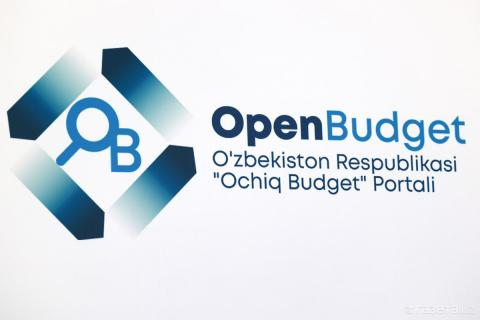 OB
OpenBudget
O'zbekiston Respublikasi
"Ochiq Budget" Portali